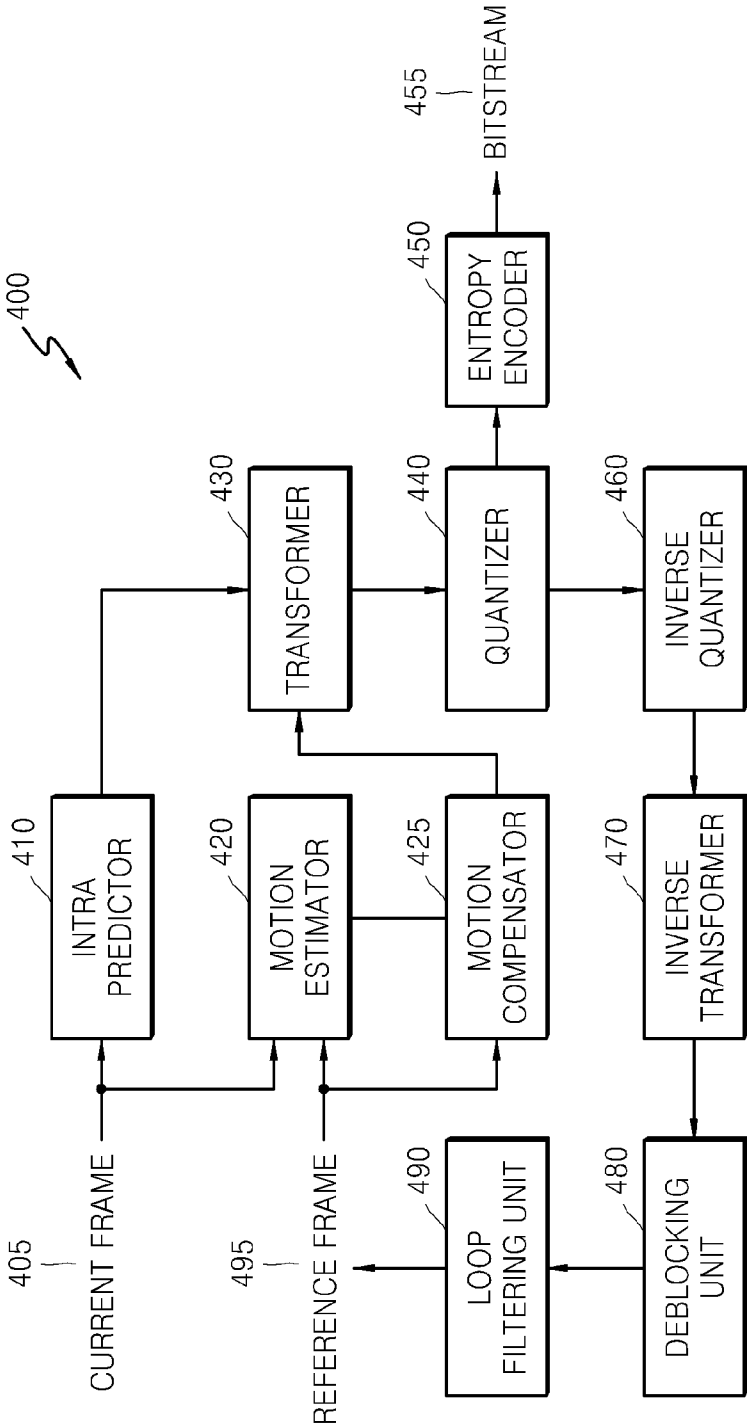 400
405
CURRENT FRAME
410
INTRA
PREDICTOR
495
REFERENCE FRAME
420
MOTION
ESTIMATOR
430
TRANSFORMER
490
LOOP
FILTERING UNIT
425
MOTION
COMPENSATOR
440
QUANTIZER
450
ENTROPY
ENCODER
455
BITSTREAM
480
DEBLOCKING
UNIT
470
INVERSE
TRANSFORMER
460
INVERSE
QUANTIZER